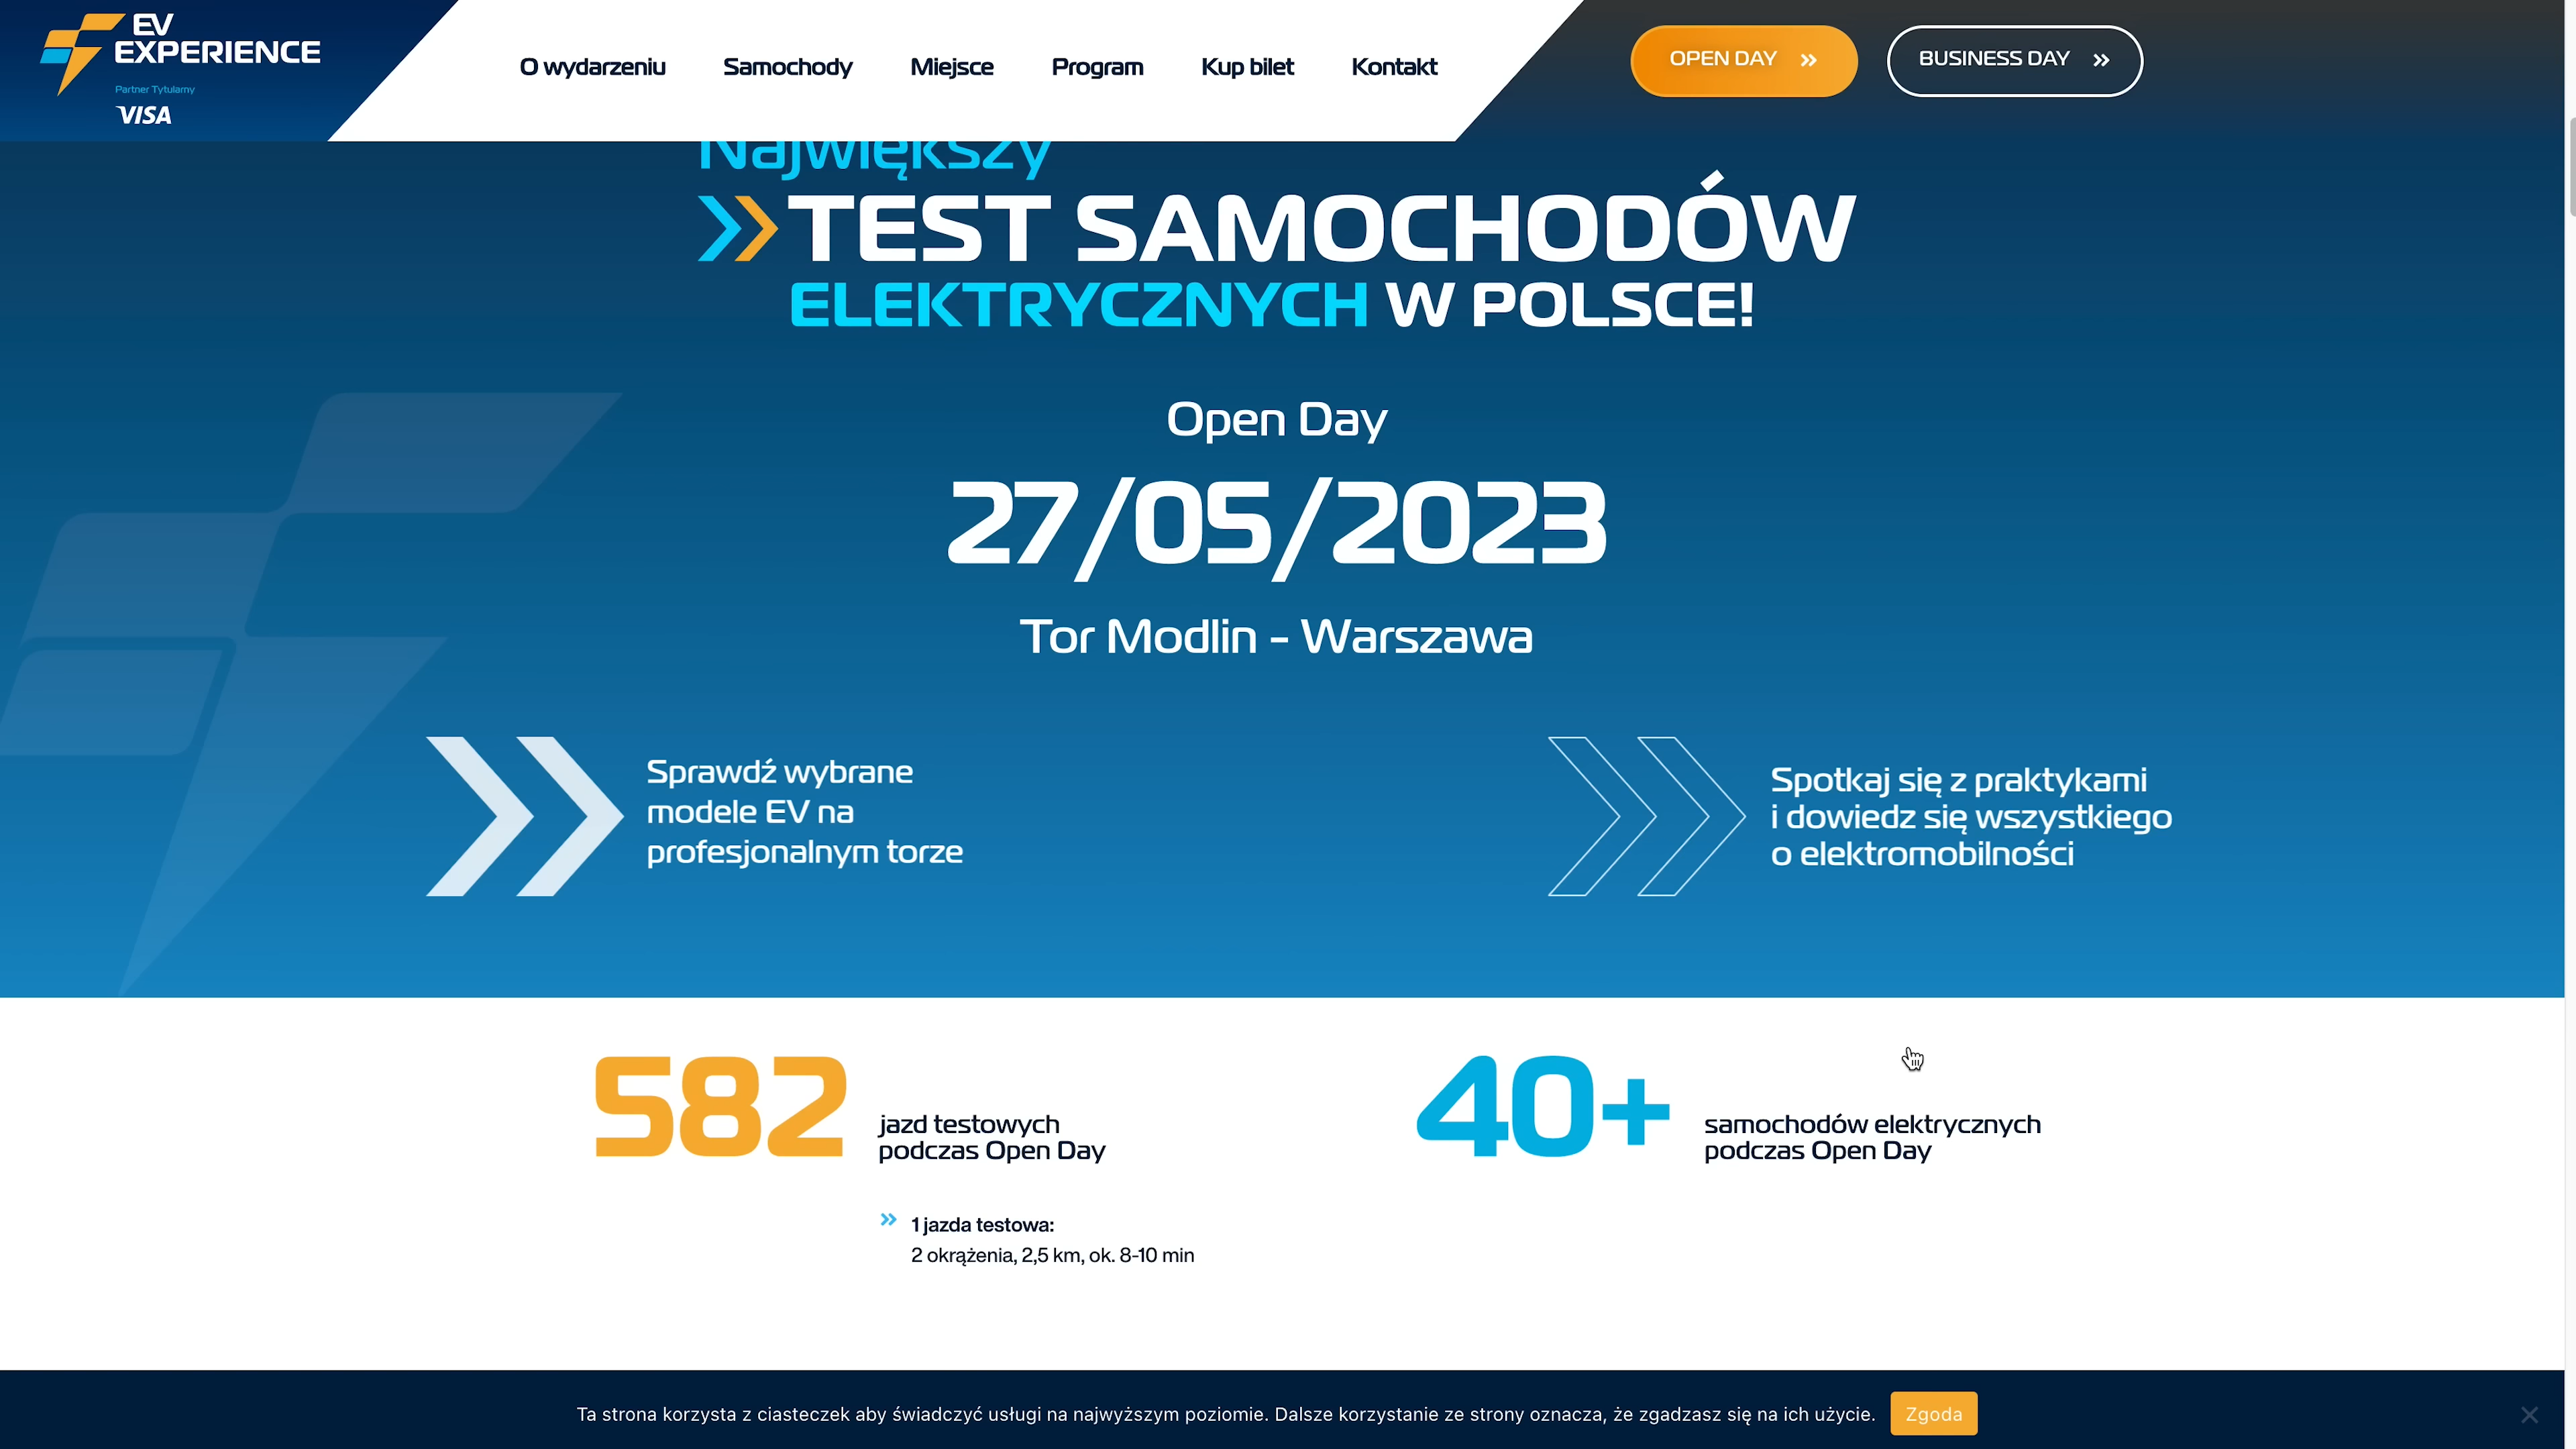 EV
EXPERIENCE
Partner Tytularny
VISA
O wydarzeniu
Samochody
Miejsce
Program
Kup bilet
Kontakt
OPEN DAY
BUSINESS DAY
Największy
TEST SAMOCHODÓW
ELEKTRYCZNYCH W POLSCE!
Open Day
27/05/2023
Tor Modlin - Warszawa
Sprawdź wybrane
modele EV na
profesjonalnym torze
Spotkaj się z praktykami
i dowiedz się wszystkiego
o elektromobilności
582
jazd testowych
podczas Open Day
1 jazda testowa:
2 okrążenia, 2,5 km, ok. 8-10 min
40+
samochodów elektrycznych
podczas Open Day
Ta strona korzysta z ciasteczek aby świadczyć usługi na najwyższym poziomie. Dalsze korzystanie ze strony oznacza, że zgadzasz się na ich użycie.
Zgoda